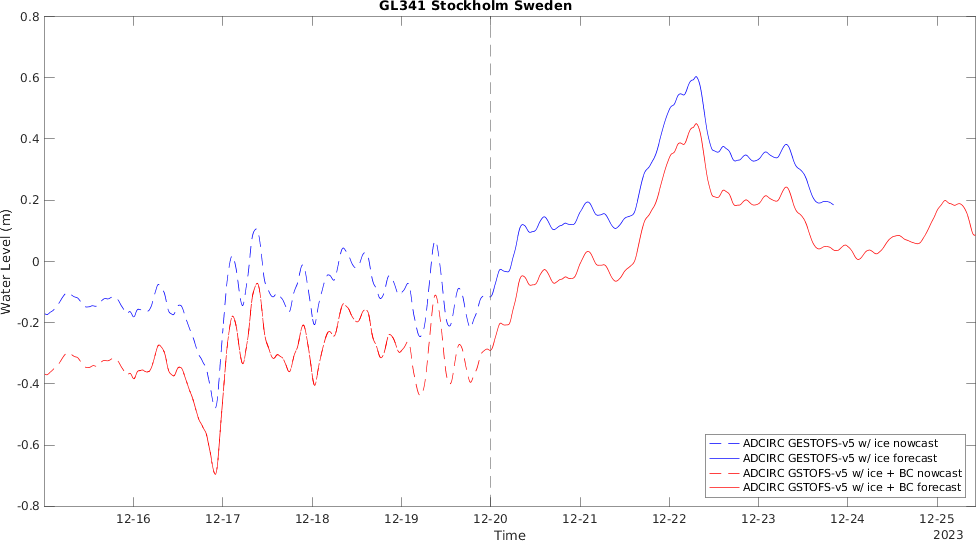 GL341 Stockholm Sweden
0.8
0.6
0.4
0.2
0
-0.2
-0.4
-0.6
-0.8
Water Level (m)
ADCIRC GESTOFS-v5 w/ ice nowcast
ADCIRC GESTOFS-v5 w/ ice forecast
ADCIRC GSTOFS-v5 w/ ice + BC nowcast
ADCIRC GSTOFS-v5 w/ ice + BC forecast
12-16 12-17 12-18 12-19 12-20 12-21 12-22 12-23 12-24 12-25
Time
2023